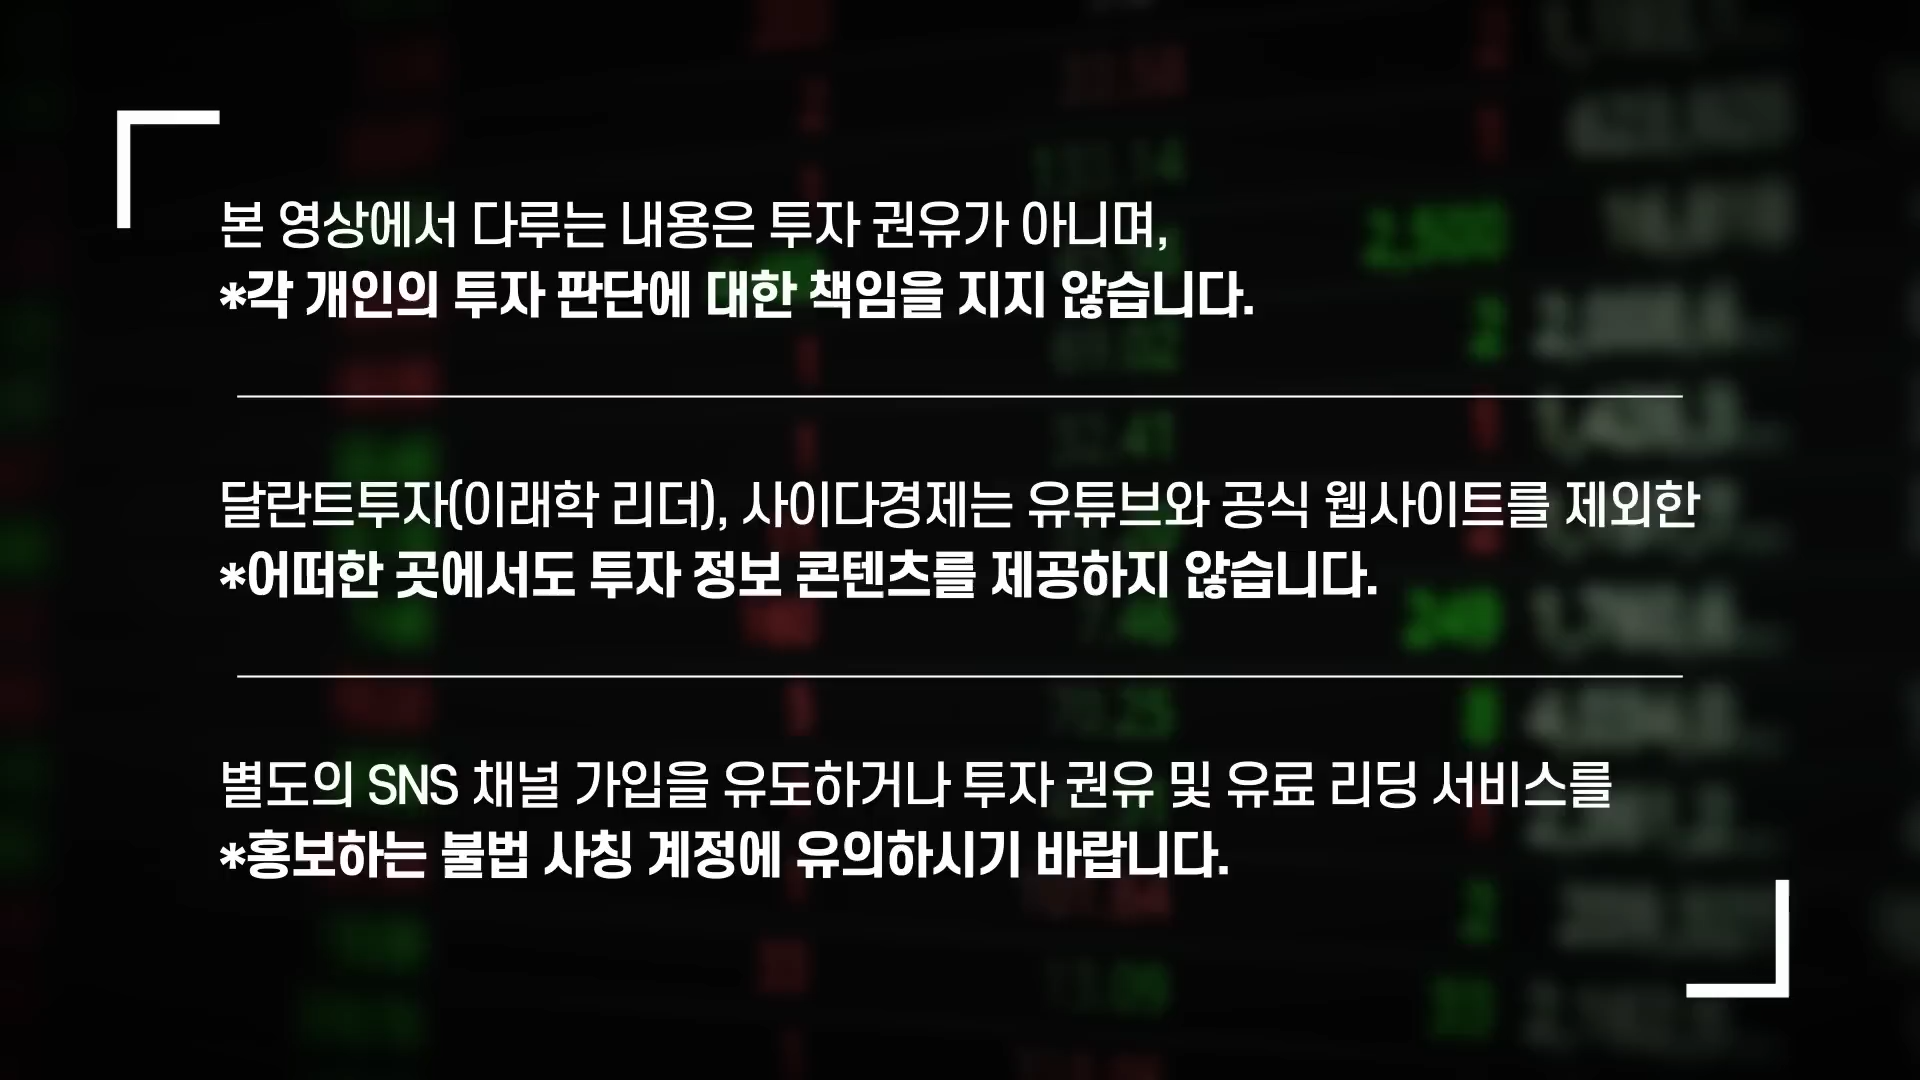 본 영상에서 다루는 내용은 투자 권유가 아니며,
*각 개인의 투자 판단에 대한 책임을 지지 않습니다.
달란트투자(이래학 리더), 사이다경제는 유튜브와 공식 웹사이트를 제외한
*어떠한 곳에서도 투자 정보 콘텐츠를 제공하지 않습니다.
별도의 SNS 채널 가입을 유도하거나 투자 권유 및 유료 리딩 서비스를
*홍보하는 불법 사칭 계정에 유의하시기 바랍니다.